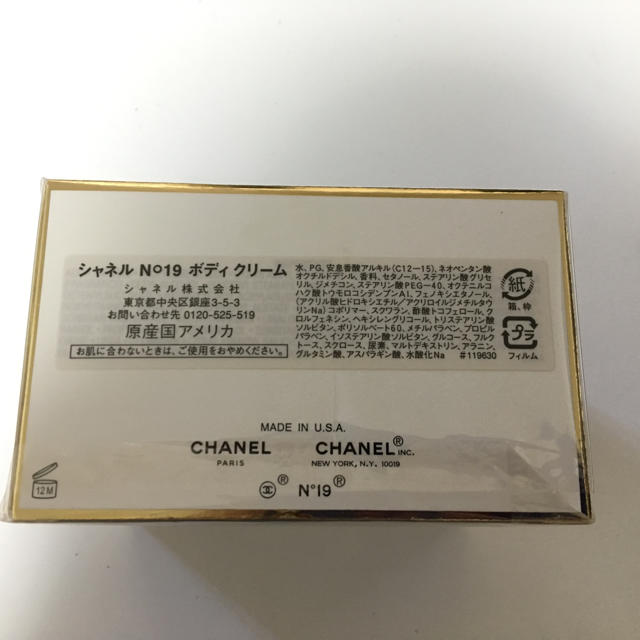 シャネル Nº19 ボディ クリーム
シャネル株式会社
東京都中央区銀座3-5-3
お問い合わせ先 0120-525-519
原産国アメリカ
お肌に合わないときは、ご使用をおやめください。
水、PG、安息香酸アルキル(C12-15)、ネオペンタン酸
オクチルドデシル、香料、セタノール、ステアリン酸グリセ
リル、ジメチコン、ステアリン酸PEG-40、オクテニルコ
ハク酸トウモロコシデンプンAl、フェノキシエタノール、
(アクリル酸ヒドロキシエチル/アクリロイルジメチルタウ
リンNa)コポリマー、スクワラン、酢酸トコフェロール、ク
ロルフェネシン、ヘキシレングリコール、トリステアリン酸
ソルビタン、ポリソルベート60、メチルパラベン、プロピル
パラベン、イソステアリン酸ソルビタン、グルコース、フルク
トース、スクロース、尿素、マルトデキストリン、アラニン、
グルタミン酸、アスパラギン酸、水酸化Na #119630
紙
箱、枠
プラ
フィルム
MADE IN U.S.A.
CHANEL
PARIS
CHANEL® INC.
NEW YORK, N.Y. 10019
® N°19®
12M